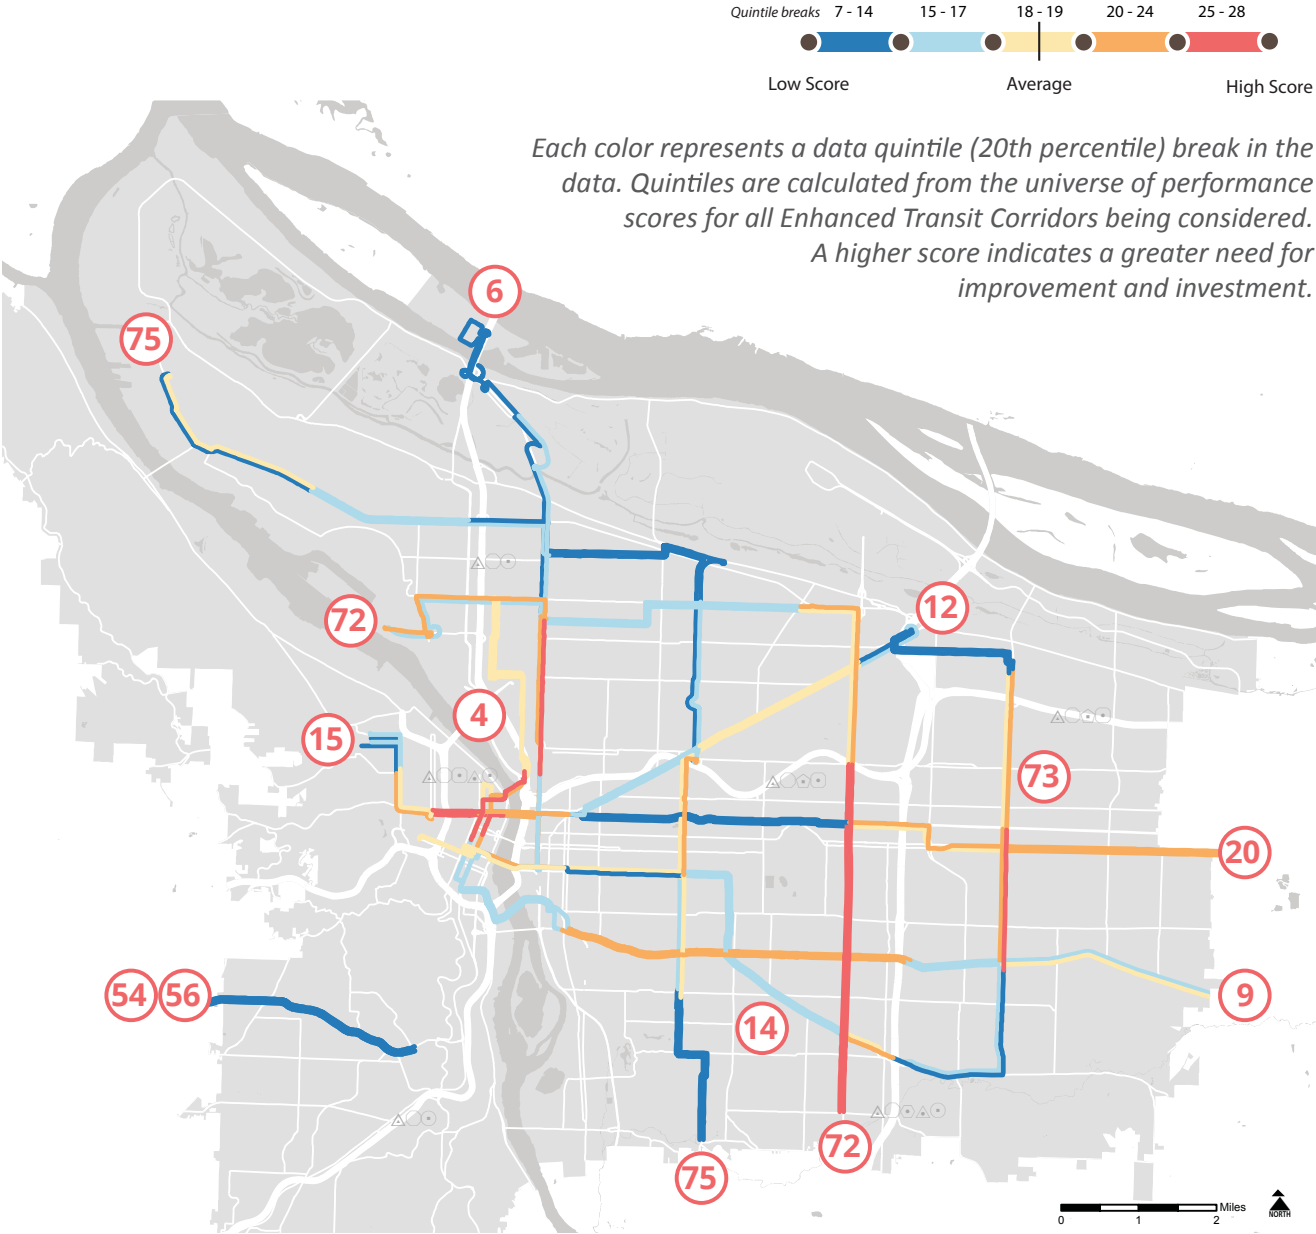 Quintile breaks 7 - 14 15 - 17 18 - 19 20 - 24 25 - 28
Low Score Average High Score
Each color represents a data quintile (20th percentile) break in the
data. Quintiles are calculated from the universe of performance
scores for all Enhanced Transit Corridors being considered.
A higher score indicates a greater need for
improvement and investment.
6
75
12
72
4
15
73
20
54 56
9
14
72
75
Miles
0 1 2
NORTH